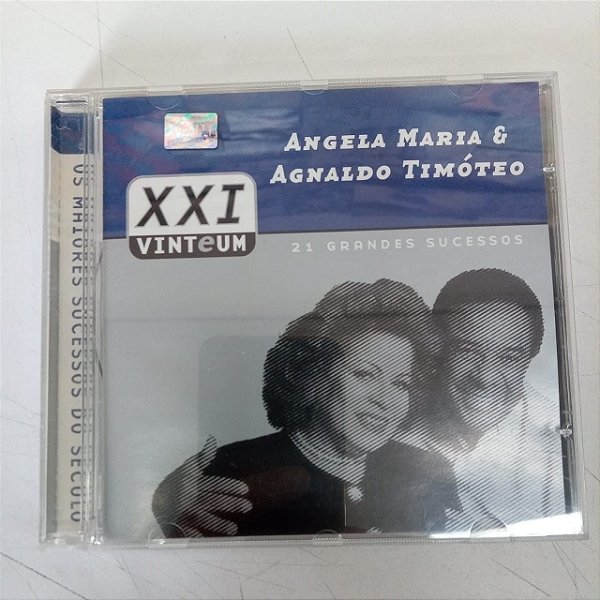 ANGELA MARIA &
AGNALDO TIMÓTEO
XXI
VINTeUM
21 GRANDES SUCESSOS
OS MAIORES SUCESSOS DO SÉCULO